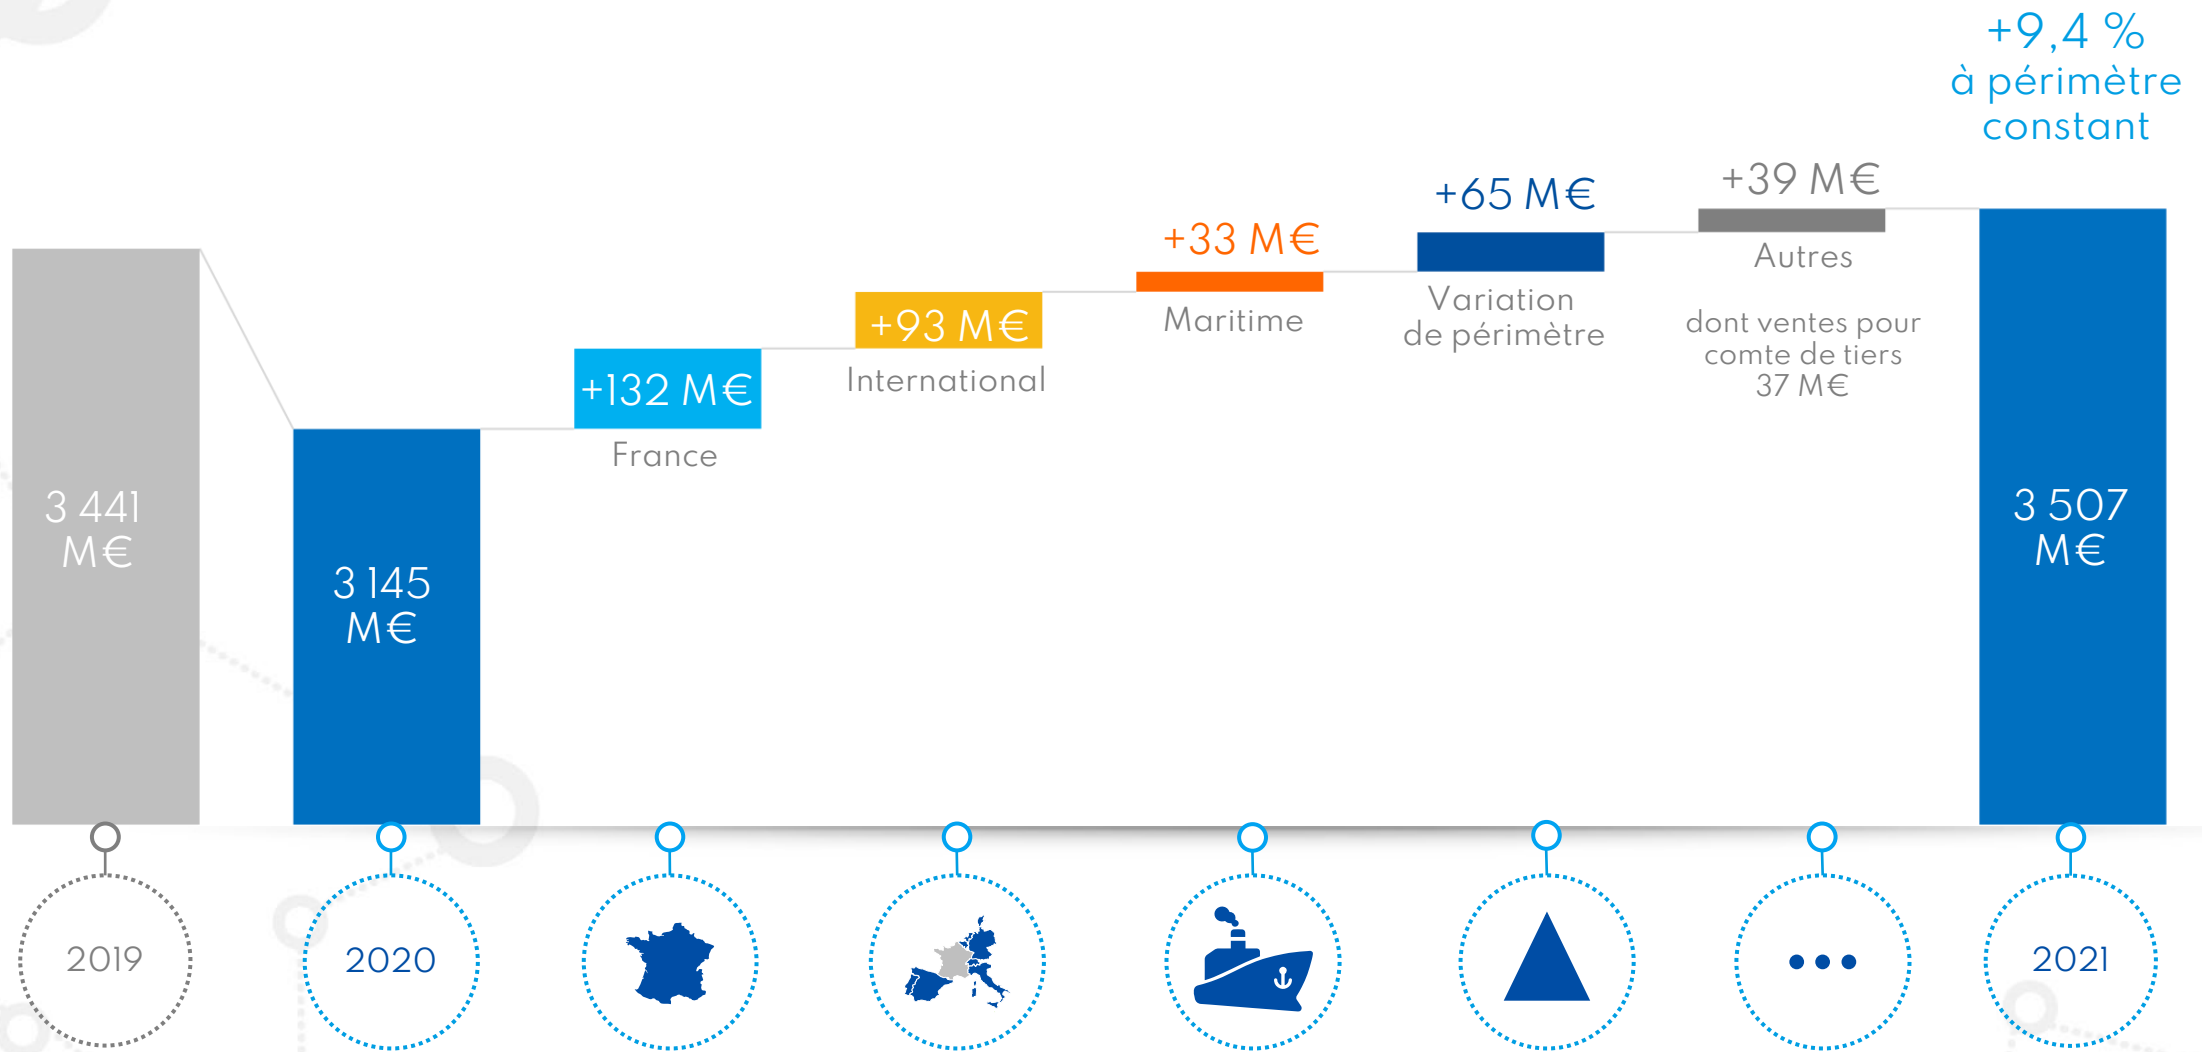 +9,4 %
à périmètre
constant
3 441
M€
3 145
M€
+132 M€
France
+93 M€
International
+33 M€
Maritime
+65 M€
Variation
de périmètre
+39 M€
Autres
dont ventes pour
comte de tiers
37 M€
3 507
M€
2019
2020
2021